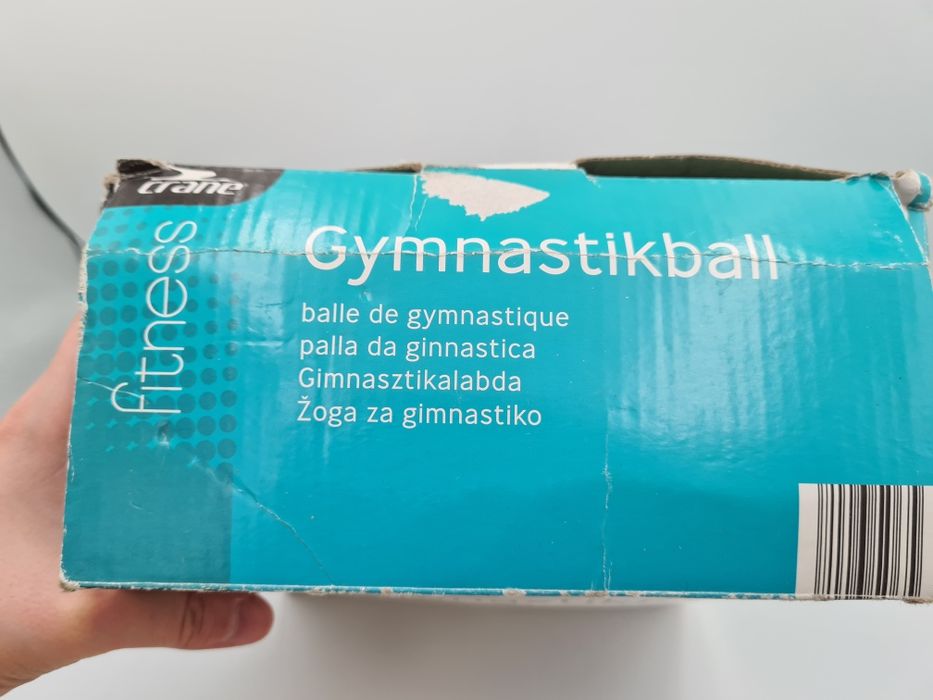 crane
fitness
Gymnastikball
balle de gymnastique
palla da ginnastica
Gimnasztikalabda
Žoga za gimnastiko